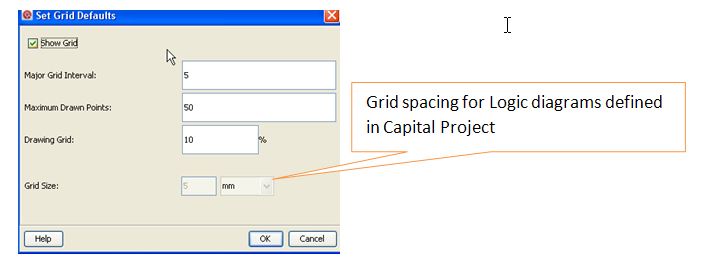 Set Grid Defaults
Show Grid
Major Grid Interval: 5
Maximum Drawn Points: 50
Drawing Grid: 10 %
Grid Size: 5 mm
Help OK Cancel
Grid spacing for Logic diagrams defined
in Capital Project